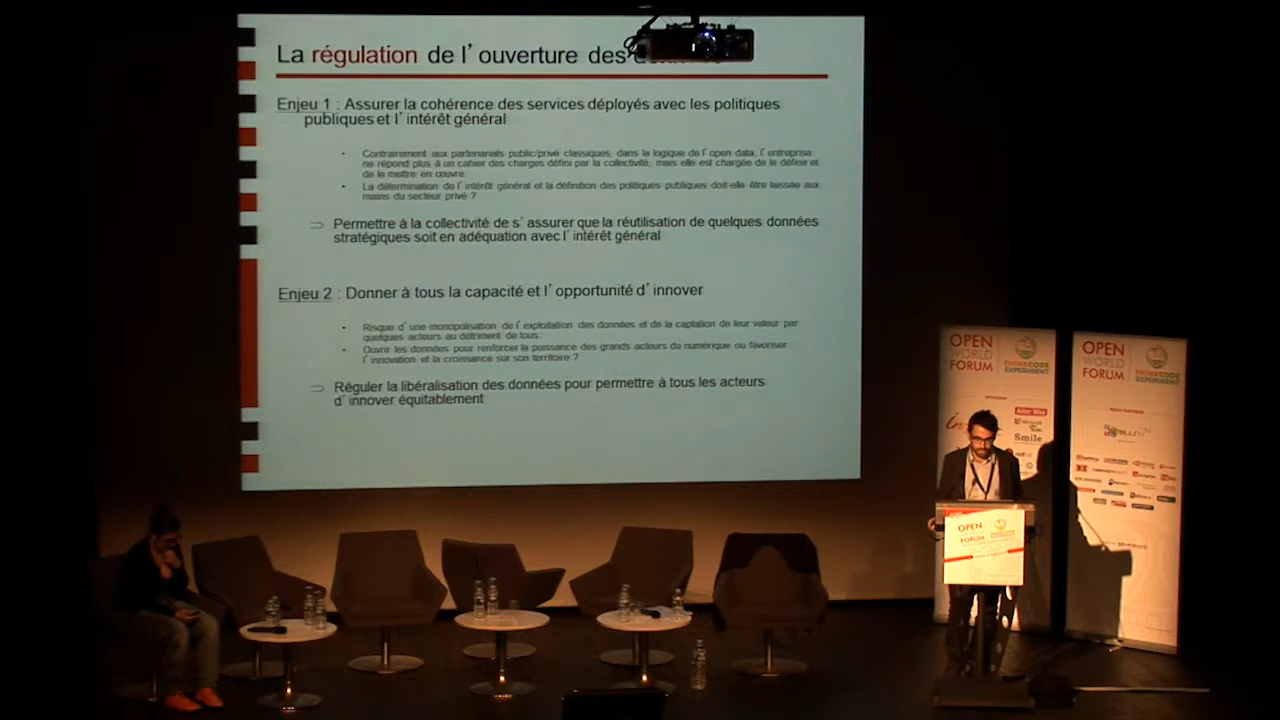 La régulation de l’ouverture des
Enjeu 1 : Assurer la cohérence des services déployés avec les politiques
publiques et l’intérêt général
- Contrairement aux partenariats public/privé classiques, dans la logique de l’open data, l’entreprise
ne répond plus à un cahier des charges défini par la collectivité, mais elle est chargée de le définir et
de la mettre en œuvre.
- La détermination de l’intérêt général et la définition des politiques publiques doit-elle être laissée aux
mains du secteur privé ?
⊃ Permettre à la collectivité de s’assurer que la réutilisation de quelques données
stratégiques soit en adéquation avec l’intérêt général
Enjeu 2 : Donner à tous la capacité et l’opportunité d’innover
- Risque d’une monopolisation de l’exploitation des données et de la captation de leur valeur par
quelques acteurs au détriment de tous.
- Ouvrir les données pour renforcer la puissance des grands acteurs du numérique ou favoriser
l’innovation et la croissance sur son territoire ?
⊃ Réguler la libéralisation des données pour permettre à tous les acteurs
d’innover équitablement
OPEN
WORLD
FORUM
THINK CODE
EXPERIMENT
Alter Way
Smile
OPEN
WORLD
FORUM
THINK CODE
EXPERIMENT
OPEN
FORUM